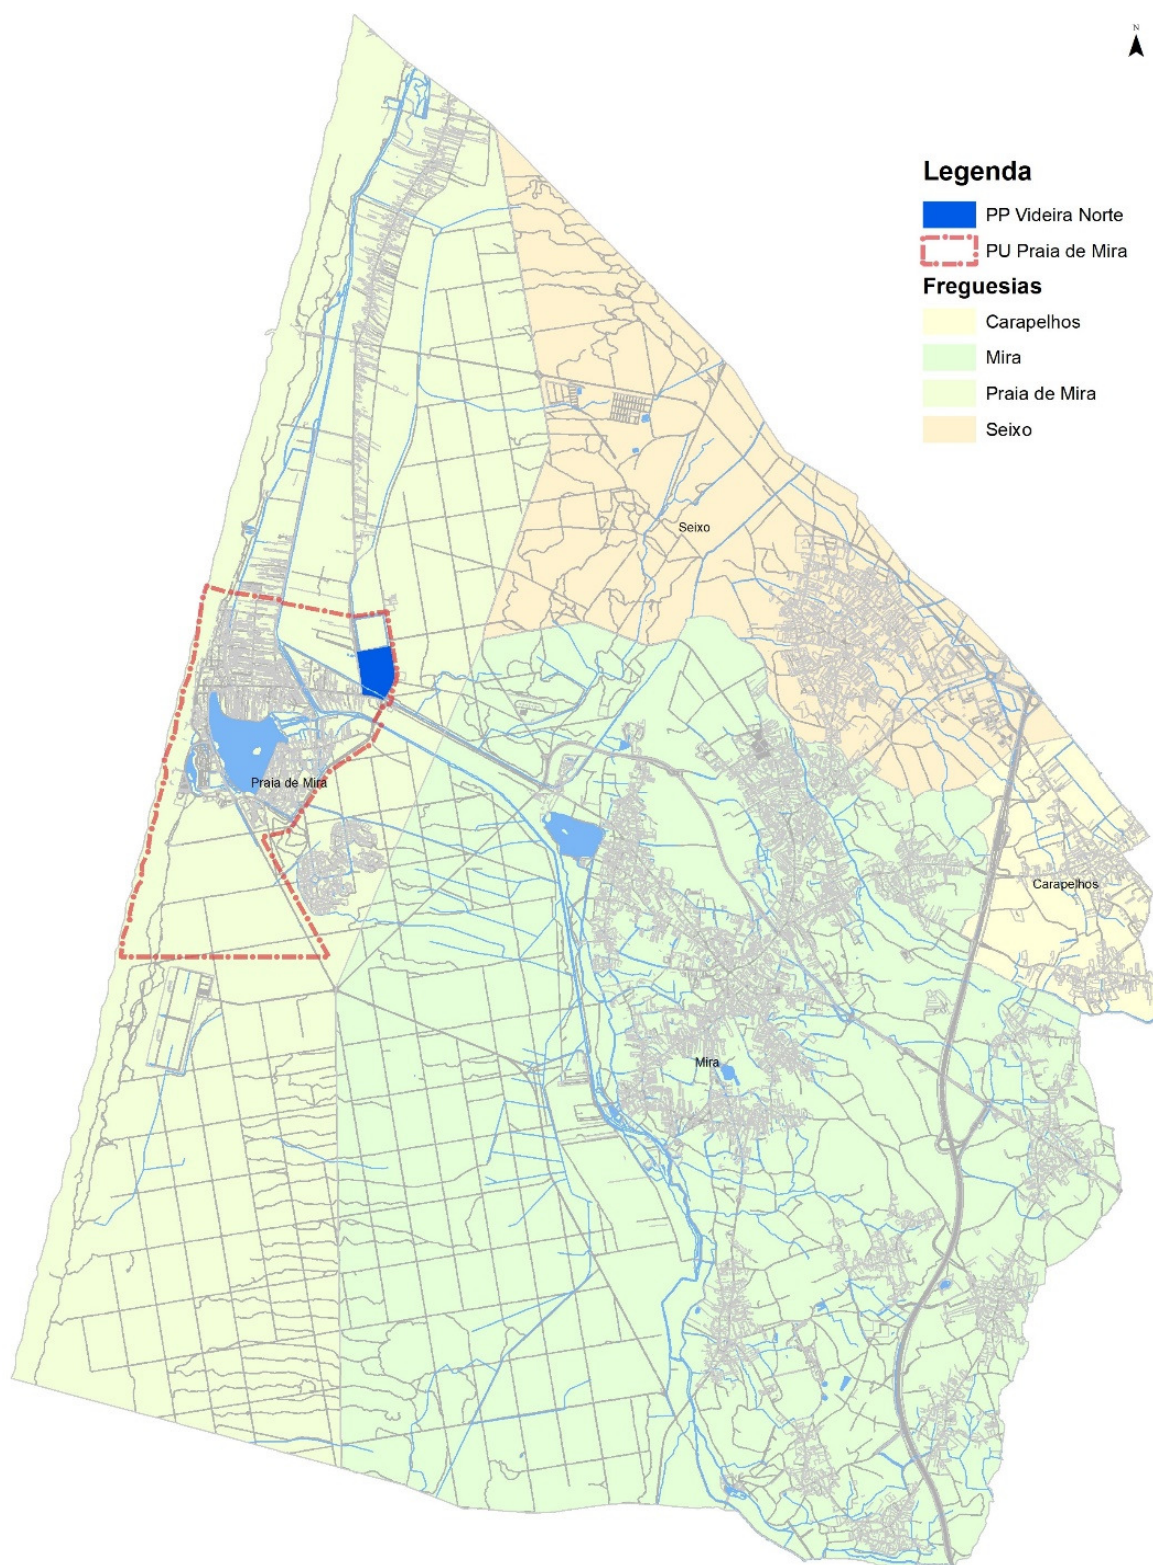 N
Legenda
PP Videira Norte
PU Praia de Mira
Freguesias
Carapelhos
Mira
Praia de Mira
Seixo
Seixo
Praia de Mira
Carapelhos
Mira